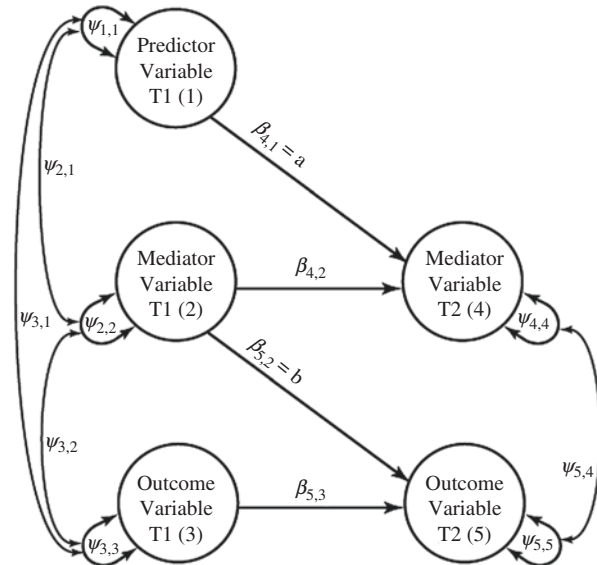 ψ1,1
Predictor
Variable
T1 (1)
β4,1 = a
ψ2,1
Mediator
Variable
T1 (2)
β4,2
Mediator
Variable
T2 (4)
ψ3,1
ψ2,2
ψ4,4
β5,2 = b
ψ3,2
ψ5,4
Outcome
Variable
T1 (3)
β5,3
Outcome
Variable
T2 (5)
ψ3,3
ψ5,5